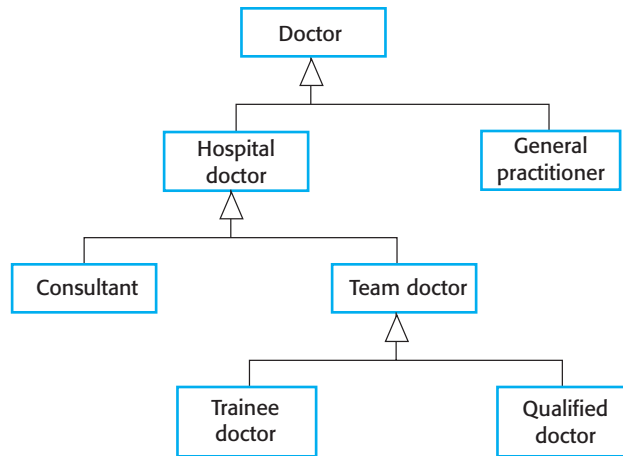 Doctor
Hospital
doctor
General
practitioner
Consultant
Team doctor
Trainee
doctor
Qualified
doctor